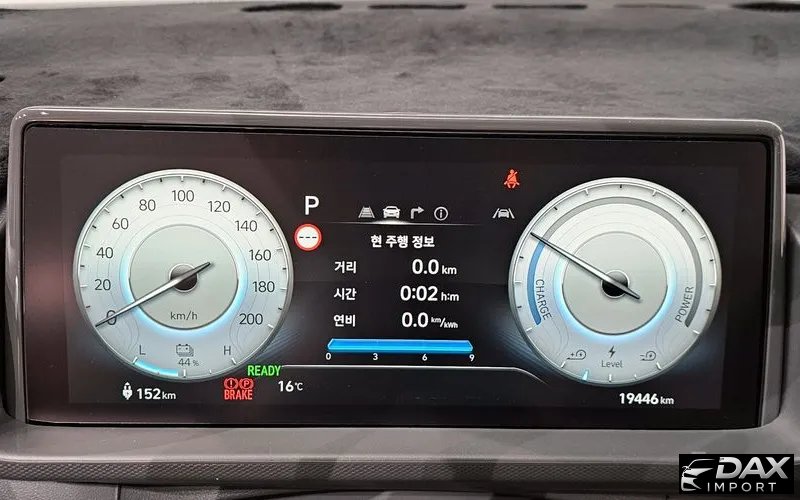 100
80
120
60
140
40
160
20
180
0
200
km/h
L
H
44 %
152 km
READY
BRAKE
16℃
P
현 주행 정보
거리 0.0 km
시간 0:02 h:m
연비 0.0 km/kWh
0 3 6 9
CHARGE
POWER
Level
19446 km
DAX
IMPORT